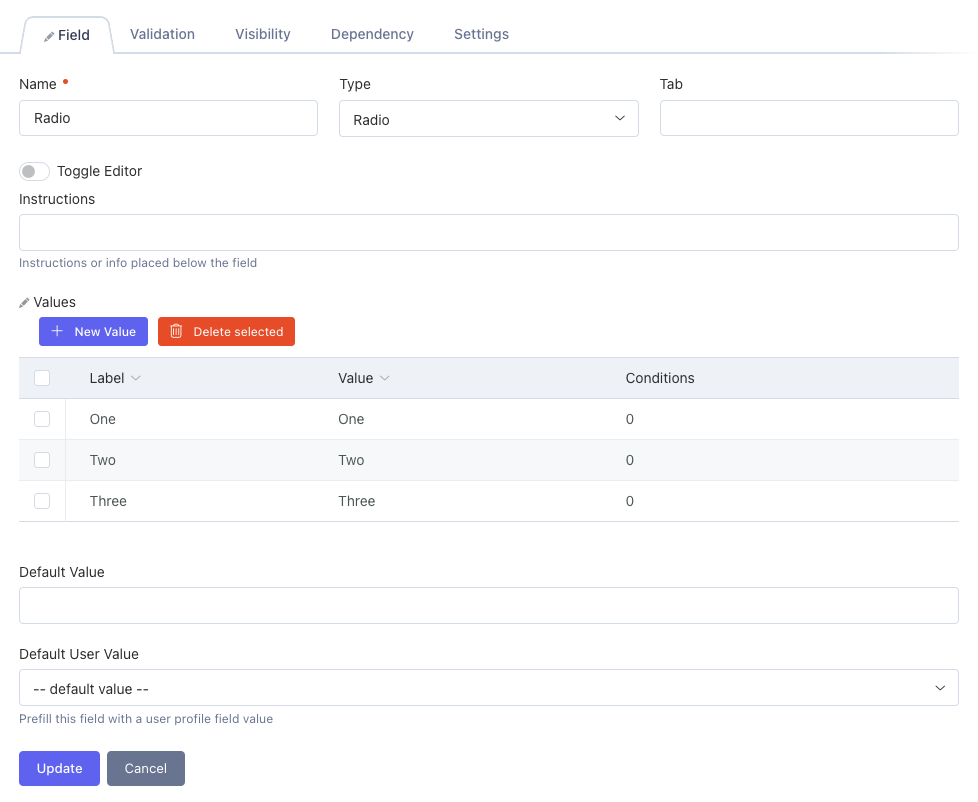 Field Validation Visibility Dependency Settings
Name Type Tab
Radio Radio
Toggle Editor
Instructions
Instructions or info placed below the field
Values
New Value Delete selected
Label Value Conditions
One One 0
Two Two 0
Three Three 0
Default Value
Default User Value
-- default value --
Prefill this field with a user profile field value
Update Cancel